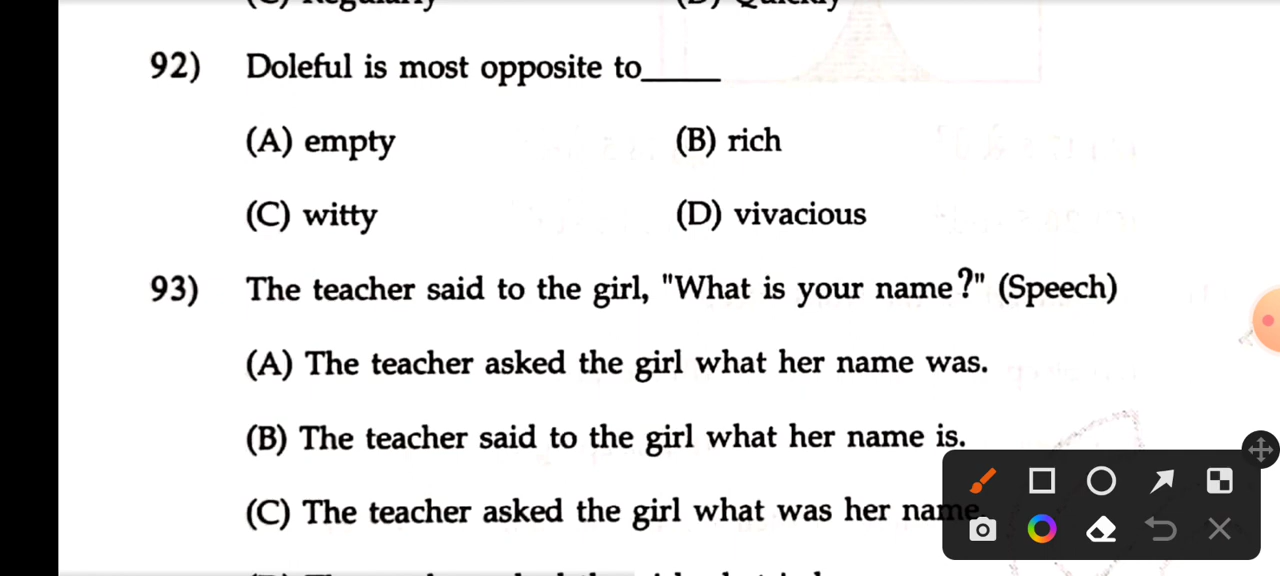 (C) Regularly (D) Quickly
92) Doleful is most opposite to_____
(A) empty (B) rich
(C) witty (D) vivacious
93) The teacher said to the girl, "What is your name?" (Speech)
(A) The teacher asked the girl what her name was.
(B) The teacher said to the girl what her name is.
(C) The teacher asked the girl what was her name.